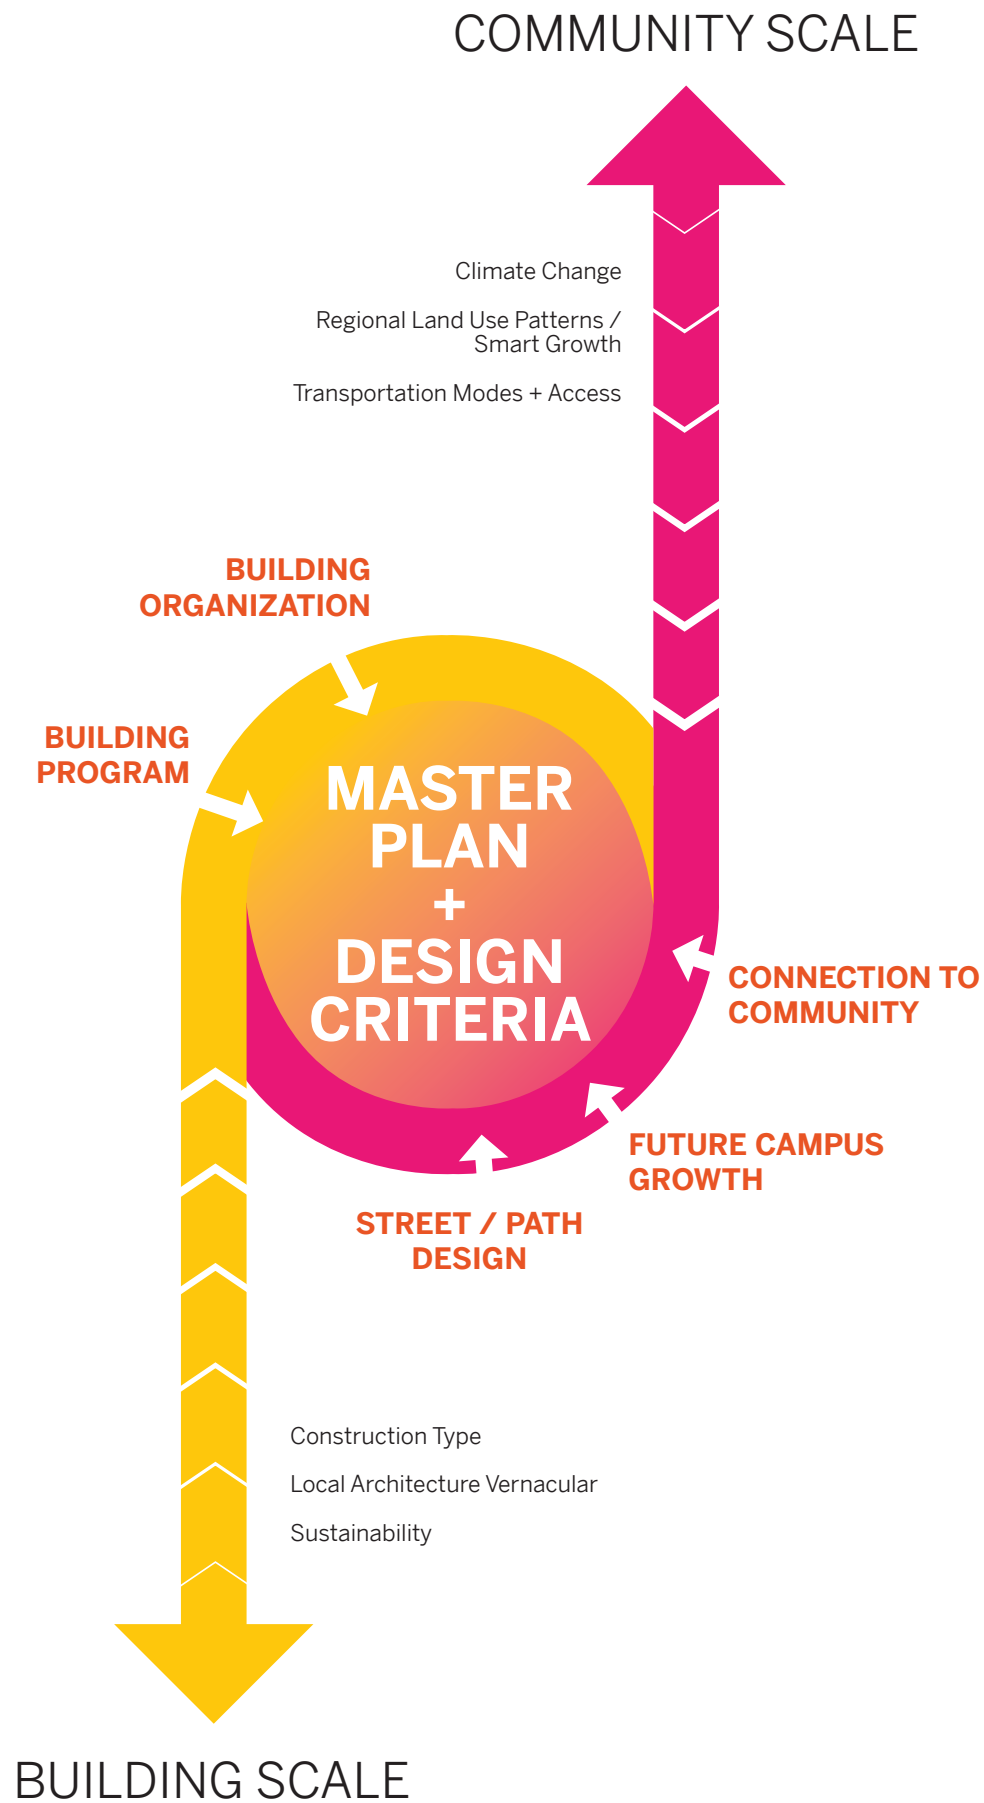 COMMUNITY SCALE
Climate Change
Regional Land Use Patterns /
Smart Growth
Transportation Modes + Access
BUILDING
ORGANIZATION
BUILDING
PROGRAM
MASTER
PLAN
+
DESIGN
CRITERIA
CONNECTION TO
COMMUNITY
FUTURE CAMPUS
GROWTH
STREET / PATH
DESIGN
Construction Type
Local Architecture Vernacular
Sustainability
BUILDING SCALE